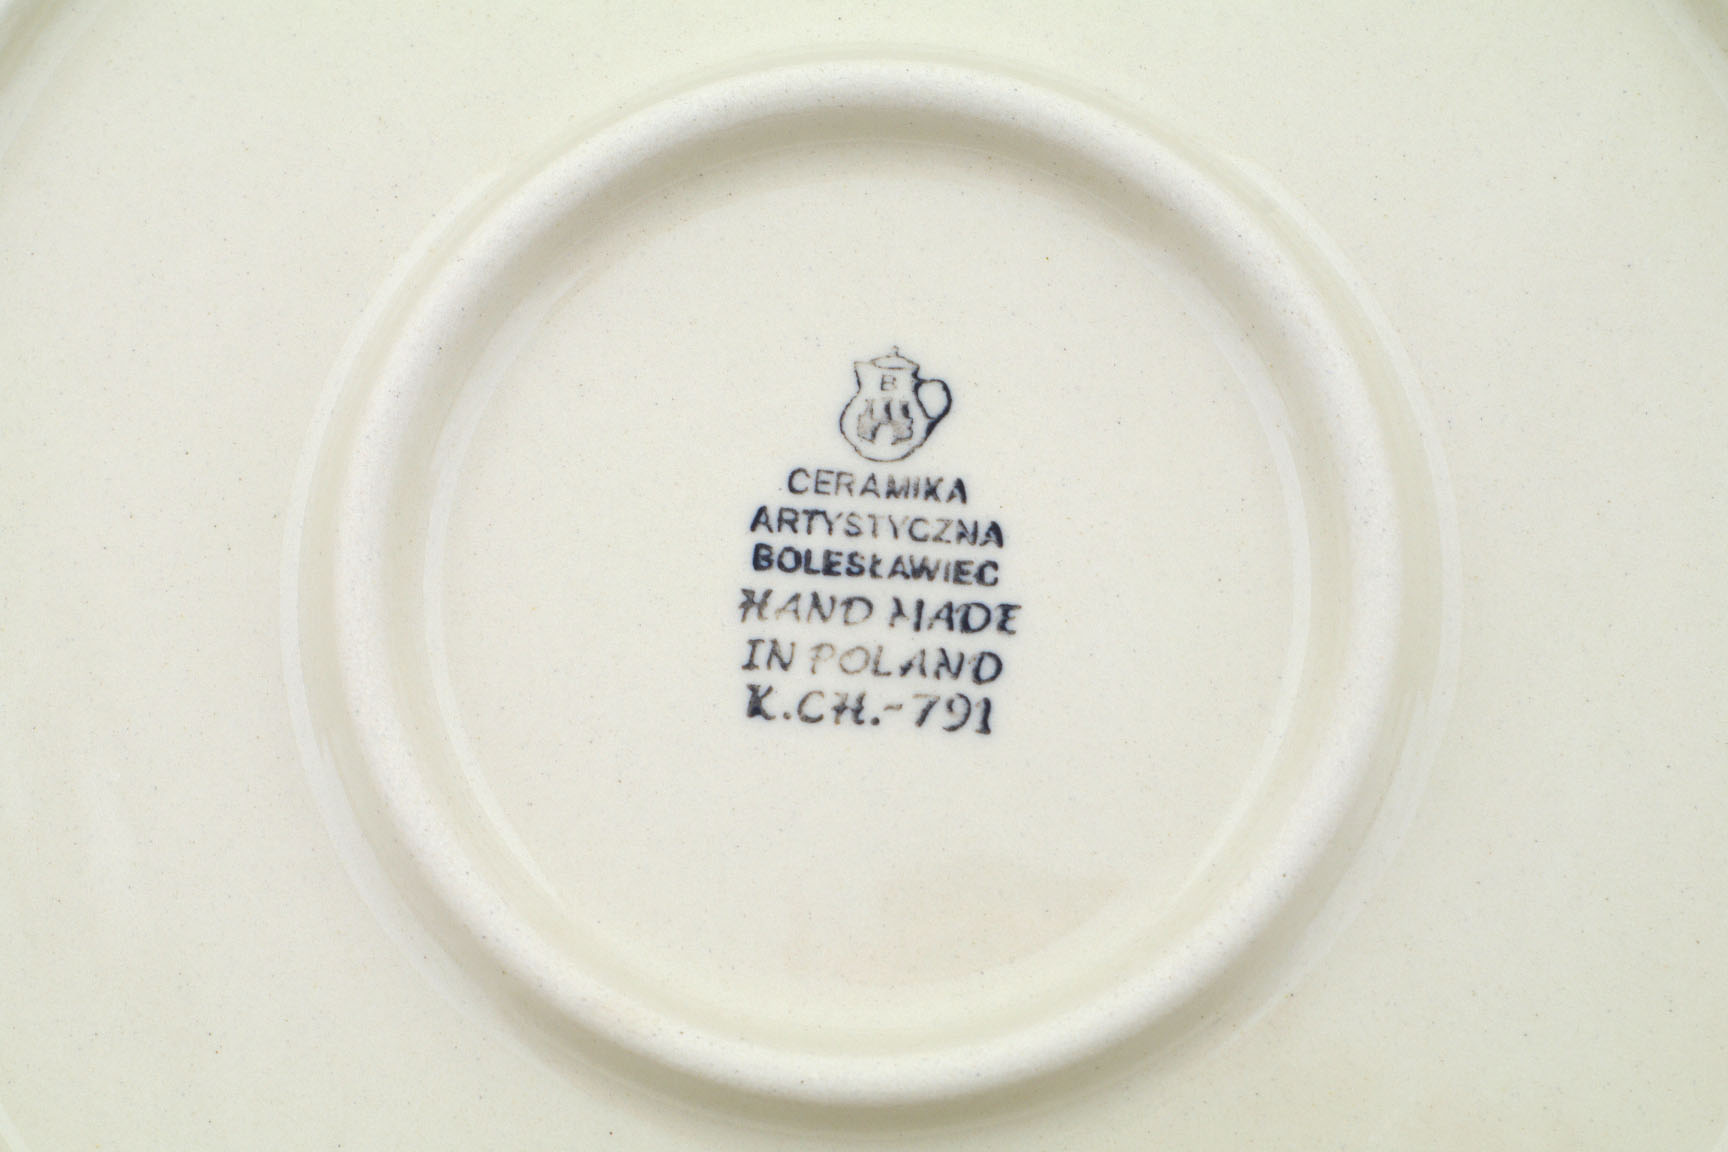 B
CERAMIKA
ARTYSTYCZNA
BOLESŁAWIEC
HAND MADE
IN POLAND
K.CH.-791